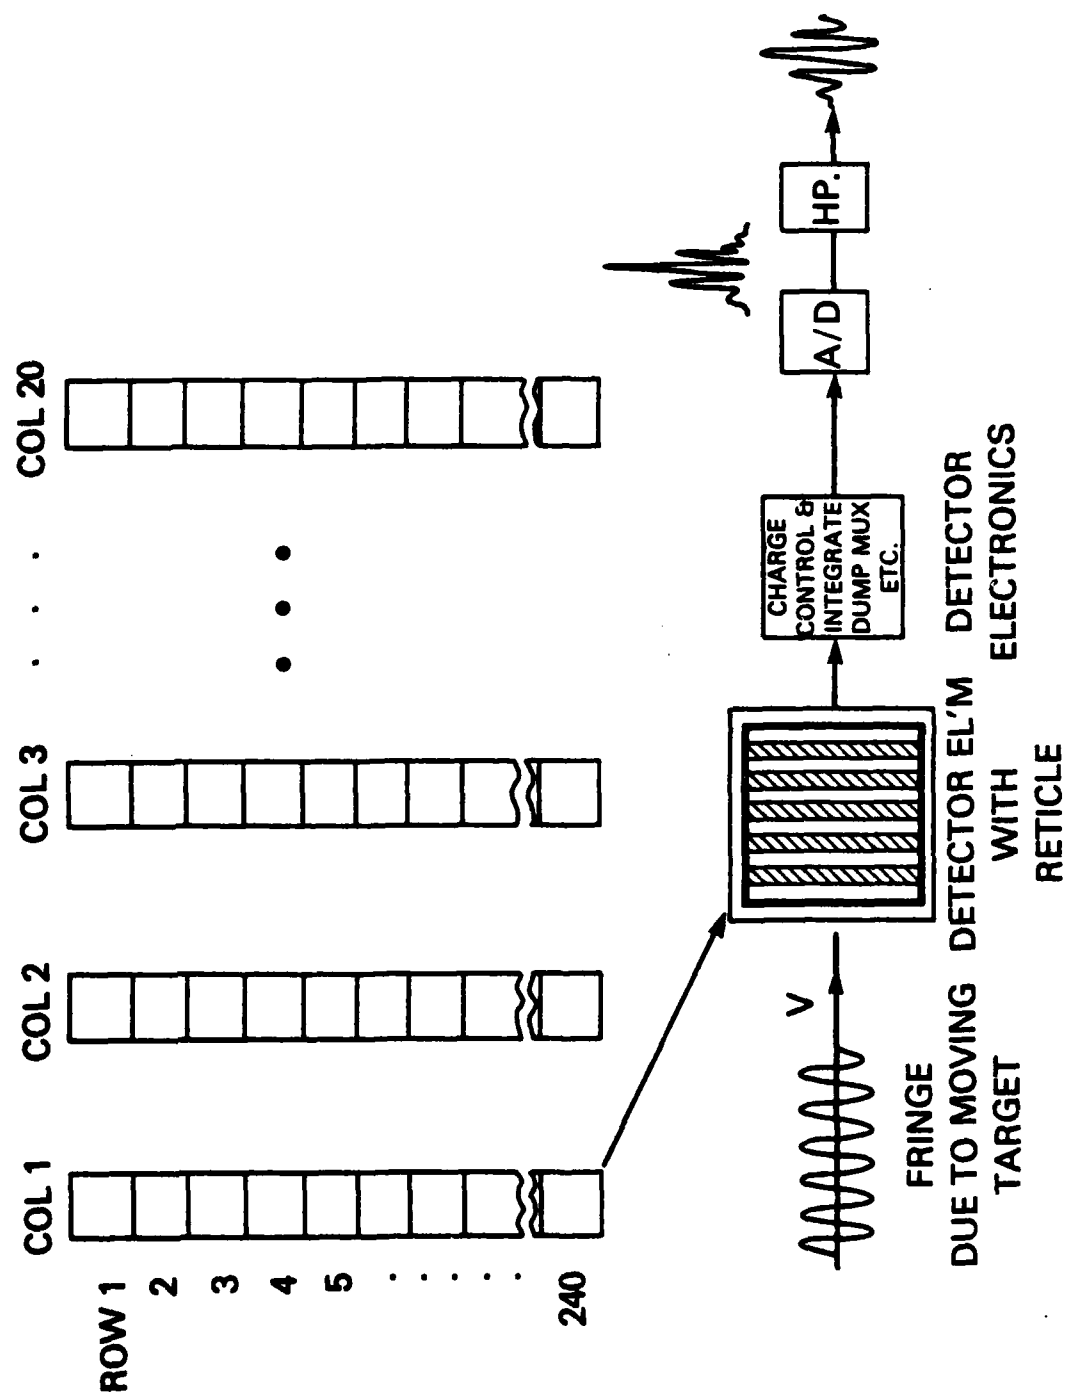 COL 1
COL 2
COL 3
. . .
COL 20
ROW 1
2
3
4
5
. . . . .
240
V
FRINGE
DUE TO MOVING
TARGET
DETECTOR EL'M
WITH
RETICLE
CHARGE
CONTROL &
INTEGRATE
DUMP MUX
ETC.
DETECTOR
ELECTRONICS
A/D
HP.